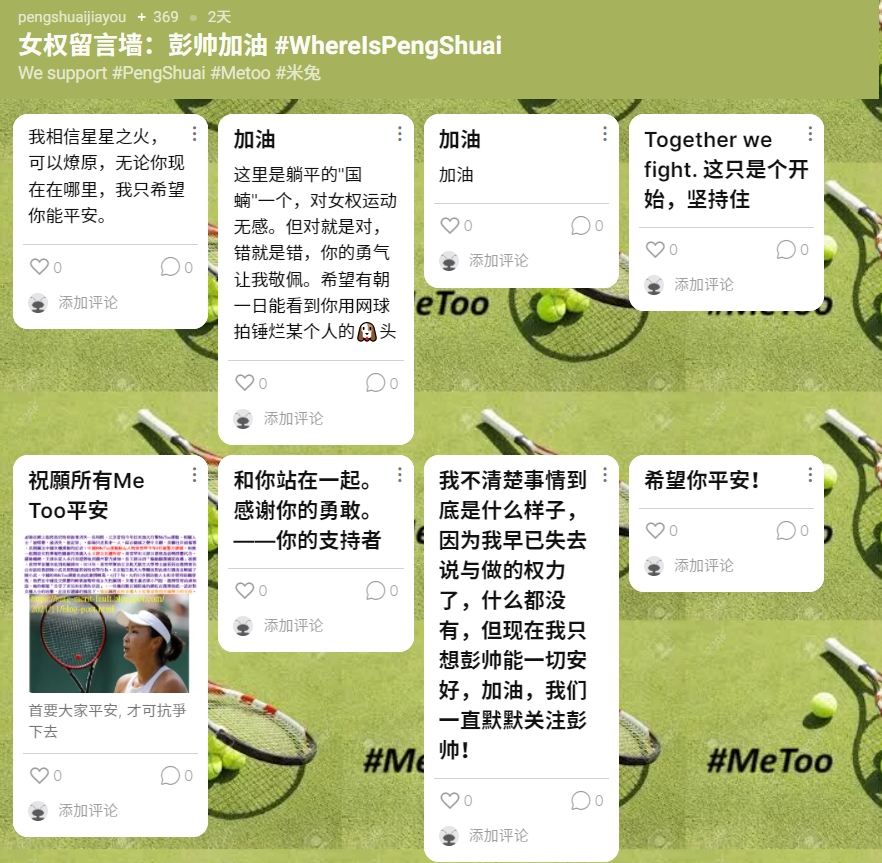 pengshuaijiayou + 369 2天
女权留言墙：彭帅加油 #WhereIsPengShuai
We support #PengShuai #Metoo #米兔
我相信星星之火，
可以燎原，无论你现
在在哪里，我只希望
你能平安。
0 0
添加评论
加油
这里是躺平的"国
蝻"一个，对女权运动
无感。但对就是对，
错就是错，你的勇气
让我敬佩。希望有朝
一日能看到你用网球
拍锤烂某个人的头
0 0
添加评论
加油
加油
0 0
添加评论
Together we
fight. 这只是个开
始，坚持住
0 0
添加评论
eToo
#MeToo
祝願所有Me
Too平安
首要大家平安, 才可抗爭
下去
0 0
添加评论
和你站在一起。
感谢你的勇敢。
——你的支持者
0 0
添加评论
我不清楚事情到
底是什么样子，
因为我早已失去
说与做的权力
了，什么都没
有，但现在我只
想彭帅能一切安
好，加油，我们
一直默默关注彭
帅！
0 0
添加评论
希望你平安！
0 0
添加评论
#Me
#MeToo